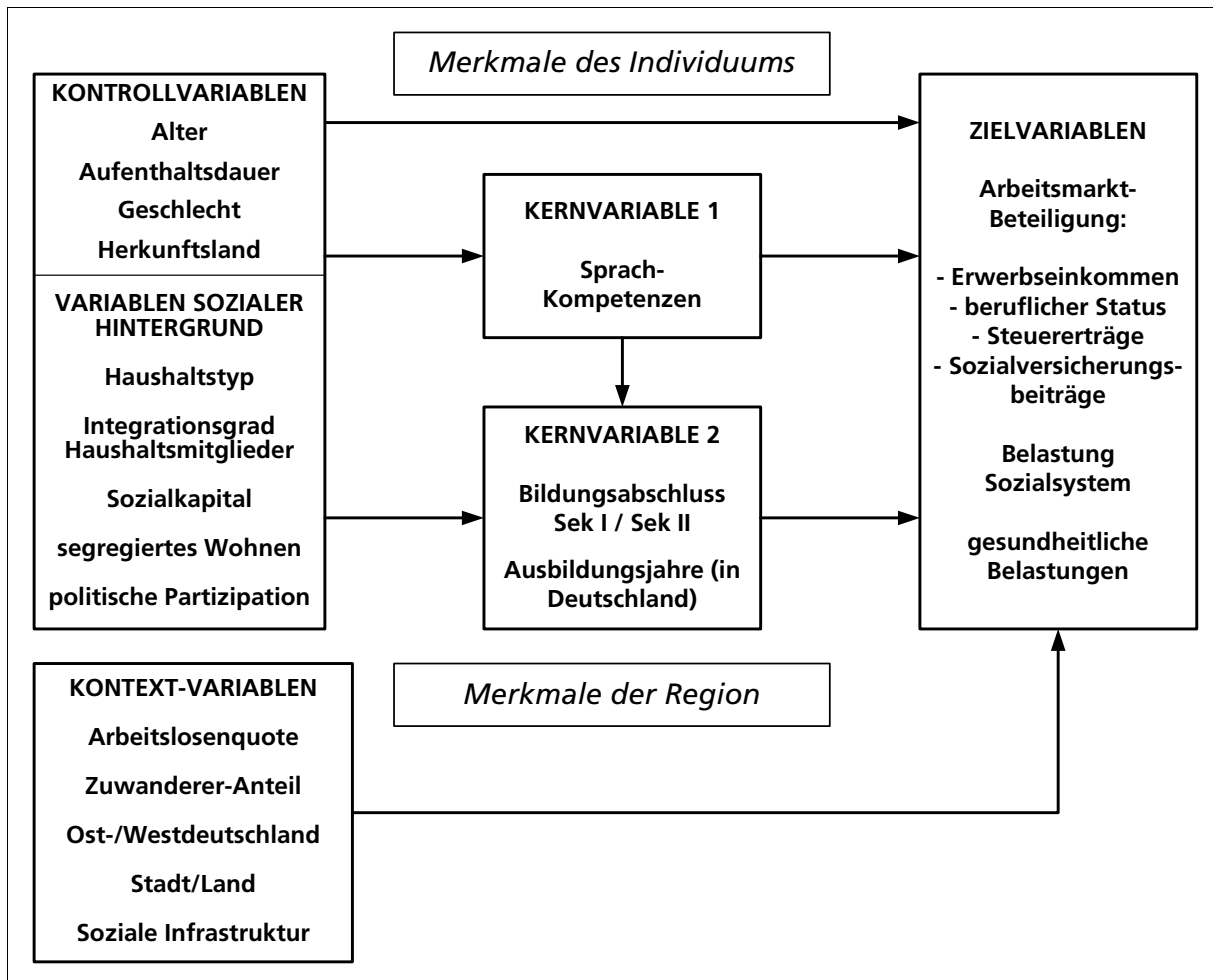 Merkmale des Individuums
KONTROLLVARIABLEN
Alter
Aufenthaltsdauer
Geschlecht
Herkunftsland
VARIABLEN SOZIALER
HINTERGRUND
Haushaltstyp
Integrationsgrad
Haushaltsmitglieder
Sozialkapital
segregiertes Wohnen
politische Partizipation
KERNVARIABLE 1
Sprach-
Kompetenzen
KERNVARIABLE 2
Bildungsabschluss
Sek I / Sek II
Ausbildungsjahre (in
Deutschland)
ZIELVARIABLEN
Arbeitsmarkt-
Beteiligung:
- Erwerbseinkommen
- beruflicher Status
- Steuererträge
- Sozialversicherungs-
beiträge
Belastung
Sozialsystem
gesundheitliche
Belastungen
Merkmale der Region
KONTEXT-VARIABLEN
Arbeitslosenquote
Zuwanderer-Anteil
Ost-/Westdeutschland
Stadt/Land
Soziale Infrastruktur